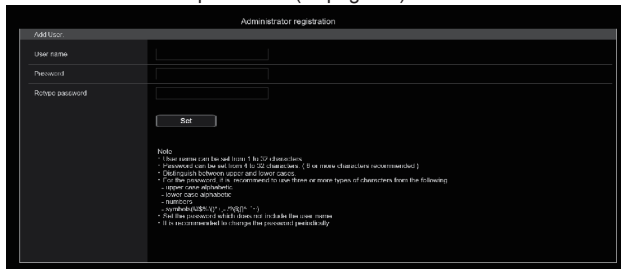 Administrator registration
Add User.
User name
Password
Retype password
Set
Note
・User name can be set from 1 to 32 characters
・Password can be set from 4 to 32 characters. ( 8 or more characters recommended )
・Distinguish between upper and lower cases.
・For the password, it is recommend to use three or more types of characters from the following
- upper case alphabetic
- lower case alphabetic
- numbers
- symbols
・Set the password which does not include the user name
・It is recommended to change the password periodically